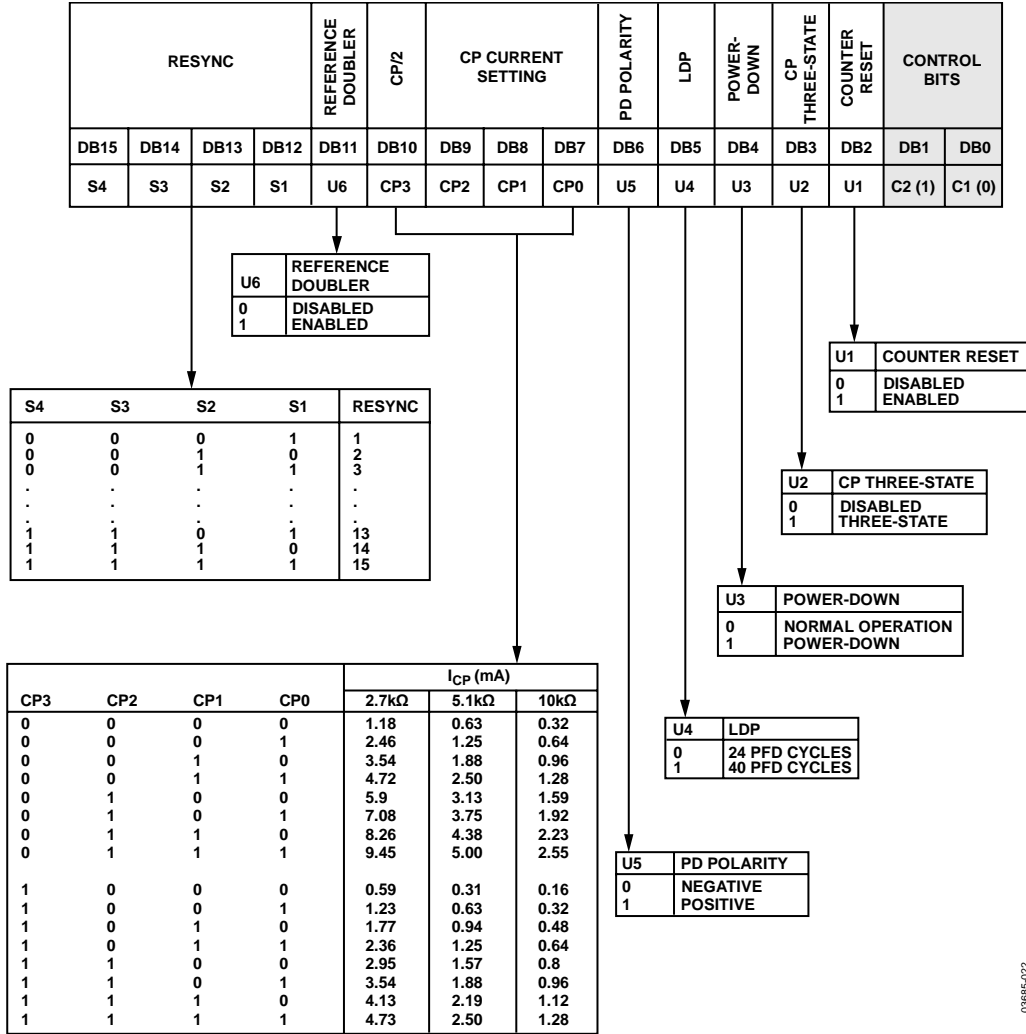 RESYNC REFERENCE DOUBLER CP/2 CP CURRENT SETTING PD POLARITY LDP POWER-DOWN CP THREE-STATE COUNTER RESET CONTROL BITS
DB15 DB14 DB13 DB12 DB11 DB10 DB9 DB8 DB7 DB6 DB5 DB4 DB3 DB2 DB1 DB0
S4 S3 S2 S1 U6 CP3 CP2 CP1 CP0 U5 U4 U3 U2 U1 C2 (1) C1 (0)
U6 REFERENCE DOUBLER
0 DISABLED
1 ENABLED
U1 COUNTER RESET
0 DISABLED
1 ENABLED
S4 S3 S2 S1 RESYNC
0 0 0 1 1
0 0 1 0 2
0 0 1 1 3
. . . . .
. . . . .
. . . . .
1 1 0 1 13
1 1 1 0 14
1 1 1 1 15
U2 CP THREE-STATE
0 DISABLED
1 THREE-STATE
U3 POWER-DOWN
0 NORMAL OPERATION
1 POWER-DOWN
ICP (mA)
CP3 CP2 CP1 CP0 2.7kΩ 5.1kΩ 10kΩ
0 0 0 0 1.18 0.63 0.32
0 0 0 1 2.46 1.25 0.64
0 0 1 0 3.54 1.88 0.96
0 0 1 1 4.72 2.50 1.28
0 1 0 0 5.9 3.13 1.59
0 1 0 1 7.08 3.75 1.92
0 1 1 0 8.26 4.38 2.23
0 1 1 1 9.45 5.00 2.55
1 0 0 0 0.59 0.31 0.16
1 0 0 1 1.23 0.63 0.32
1 0 1 0 1.77 0.94 0.48
1 0 1 1 2.36 1.25 0.64
1 1 0 0 2.95 1.57 0.8
1 1 0 1 3.54 1.88 0.96
1 1 1 0 4.13 2.19 1.12
1 1 1 1 4.73 2.50 1.28
U4 LDP
0 24 PFD CYCLES
1 40 PFD CYCLES
U5 PD POLARITY
0 NEGATIVE
1 POSITIVE
03685-022